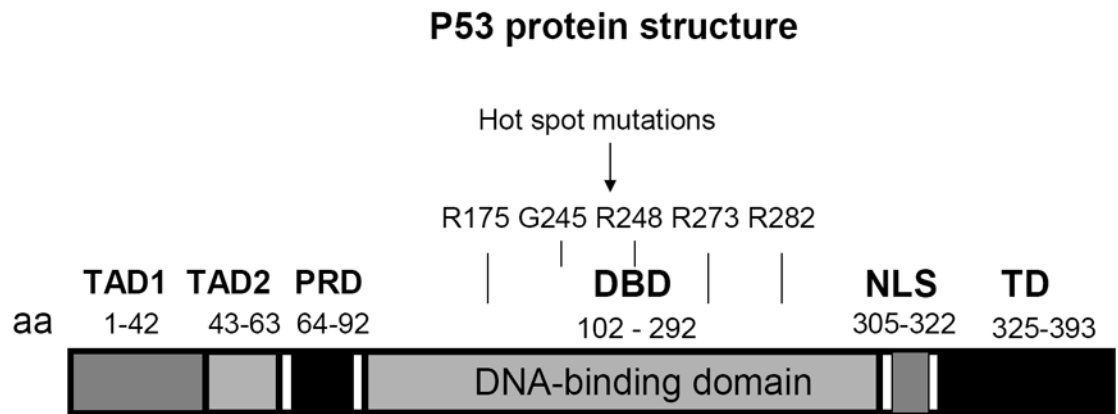 P53 protein structure
Hot spot mutations
R175 G245 R248 R273 R282
TAD1 TAD2 PRD DBD NLS TD
aa 1-42 43-63 64-92 102 - 292 305-322 325-393
DNA-binding domain